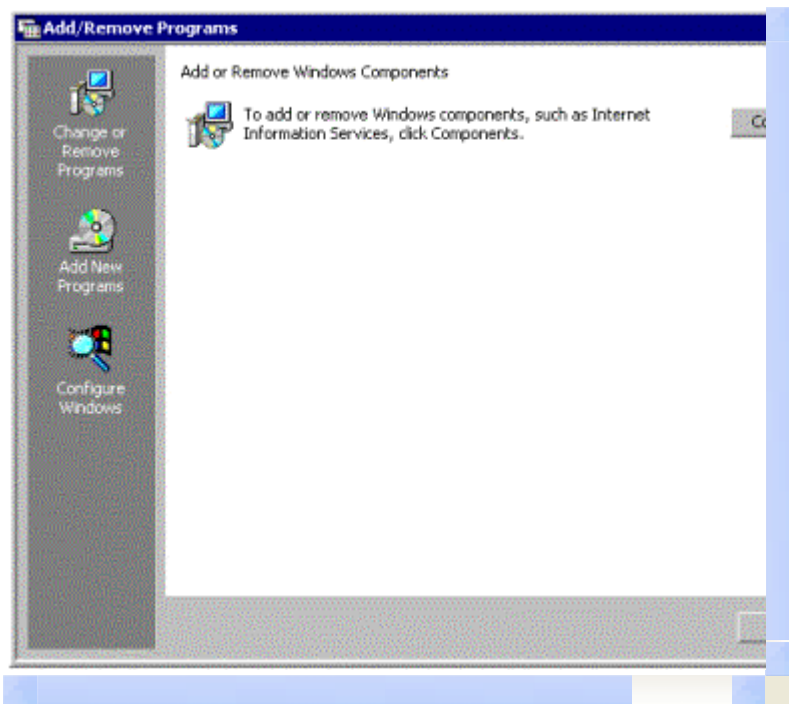 Add/Remove Programs
Add or Remove Windows Components
To add or remove Windows components, such as Internet
Information Services, click Components.
Co
Change or
Remove
Programs
Add New
Programs
Configure
Windows